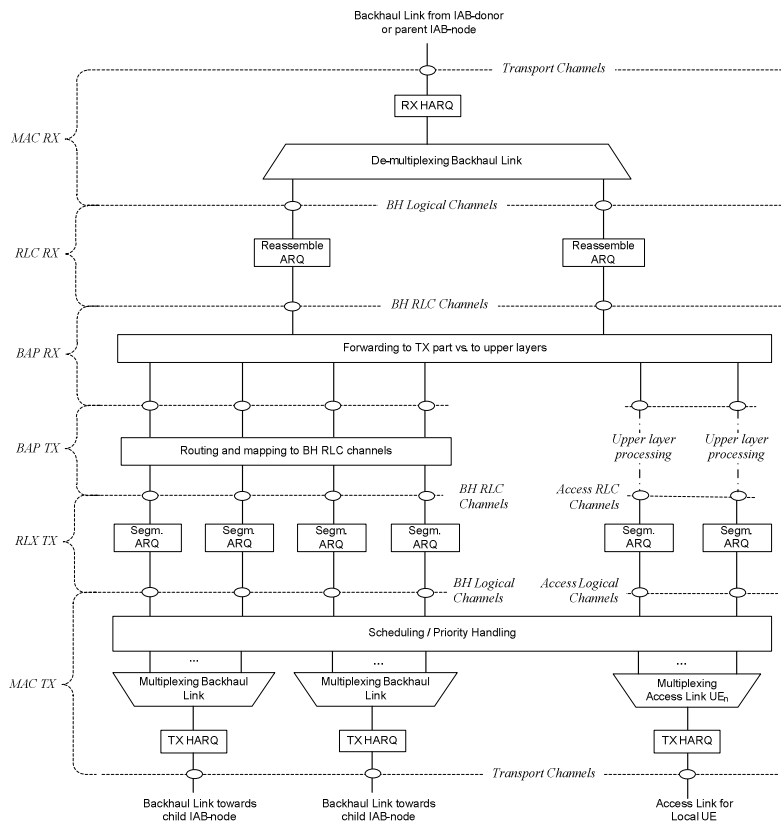 Backhaul Link from IAB-donor
or parent IAB-node
Transport Channels
RX HARQ
MAC RX
De-multiplexing Backhaul Link
BH Logical Channels
Reassemble
ARQ
Reassemble
ARQ
RLC RX
BH RLC Channels
Forwarding to TX part vs. to upper layers
BAP RX
Routing and mapping to BH RLC channels
BAP TX
Upper layer
processing
Upper layer
processing
BH RLC
Channels
Access RLC
Channels
RLX TX
Segm.
ARQ
Segm.
ARQ
Segm.
ARQ
Segm.
ARQ
Segm.
ARQ
Segm.
ARQ
BH Logical
Channels
Access Logical
Channels
Scheduling / Priority Handling
... ... ...
MAC TX
Multiplexing Backhaul
Link
Multiplexing Backhaul
Link
Multiplexing
Access Link UEn
TX HARQ
TX HARQ
TX HARQ
Transport Channels
Backhaul Link towards
child IAB-node
Backhaul Link towards
child IAB-node
Access Link for
Local UE